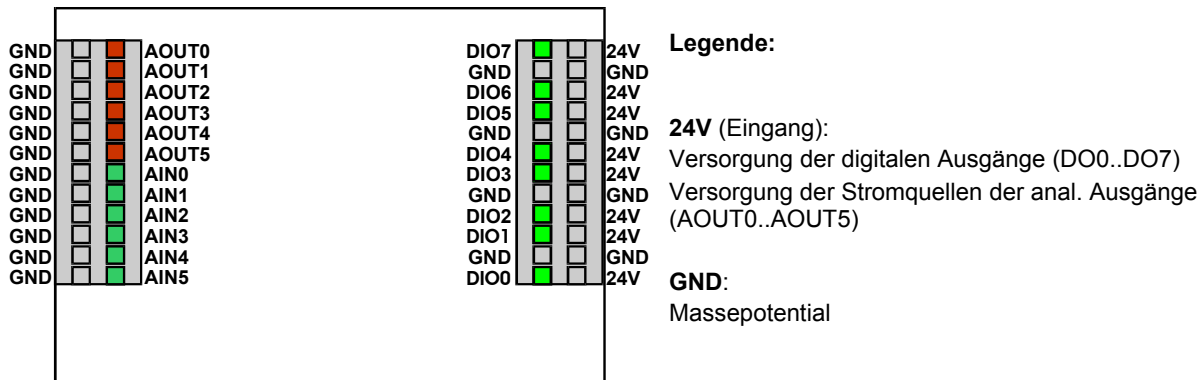 GND AOUT0 DIO7 24V
GND AOUT1 GND GND
GND AOUT2 DIO6 24V
GND AOUT3 DIO5 24V
GND AOUT4 GND GND
GND AOUT5 DIO4 24V
GND AIN0 DIO3 24V
GND AIN1 GND GND
GND AIN2 DIO2 24V
GND AIN3 DIO1 24V
GND AIN4 GND GND
GND AIN5 DIO0 24V
Legende:
24V (Eingang):
Versorgung der digitalen Ausgänge (DO0..DO7)
Versorgung der Stromquellen der anal. Ausgänge
(AOUT0..AOUT5)
GND:
Massepotential